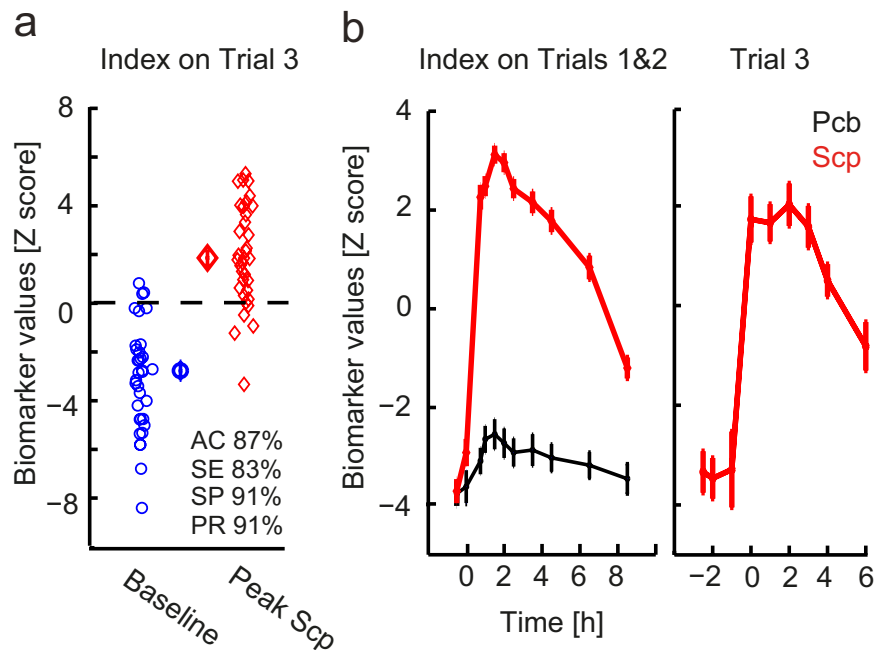 a
Index on Trial 3
Biomarker values [Z score]
8
4
0
−4
−8
AC 87%
SE 83%
SP 91%
PR 91%
Baseline
Peak Scp
b
Index on Trials 1&2
Trial 3
Biomarker values [Z score]
4
2
0
−2
−4
0 2 4 6 8
Pcb
Scp
−2 0 2 4 6
Time [h]